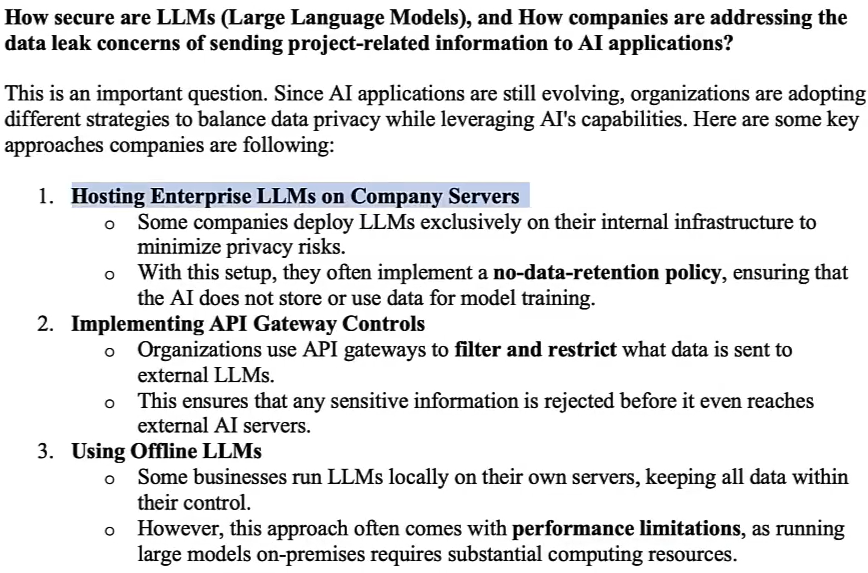 How secure are LLMs (Large Language Models), and How companies are addressing the
data leak concerns of sending project-related information to AI applications?
This is an important question. Since AI applications are still evolving, organizations are adopting
different strategies to balance data privacy while leveraging AI's capabilities. Here are some key
approaches companies are following:
1. Hosting Enterprise LLMs on Company Servers
o Some companies deploy LLMs exclusively on their internal infrastructure to
minimize privacy risks.
o With this setup, they often implement a no-data-retention policy, ensuring that
the AI does not store or use data for model training.
2. Implementing API Gateway Controls
o Organizations use API gateways to filter and restrict what data is sent to
external LLMs.
o This ensures that any sensitive information is rejected before it even reaches
external AI servers.
3. Using Offline LLMs
o Some businesses run LLMs locally on their own servers, keeping all data within
their control.
o However, this approach often comes with performance limitations, as running
large models on-premises requires substantial computing resources.